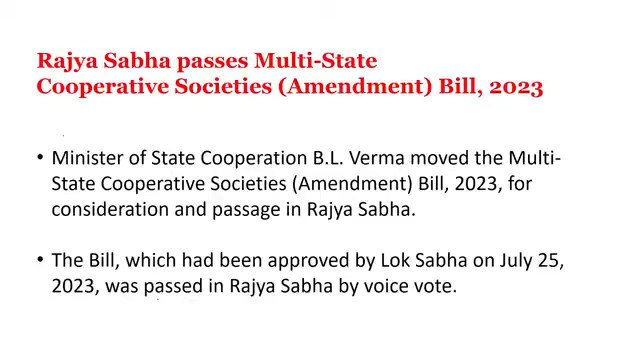 Rajya Sabha passes Multi-State
Cooperative Societies (Amendment) Bill, 2023
• Minister of State Cooperation B.L. Verma moved the Multi-
State Cooperative Societies (Amendment) Bill, 2023, for
consideration and passage in Rajya Sabha.
• The Bill, which had been approved by Lok Sabha on July 25,
2023, was passed in Rajya Sabha by voice vote.